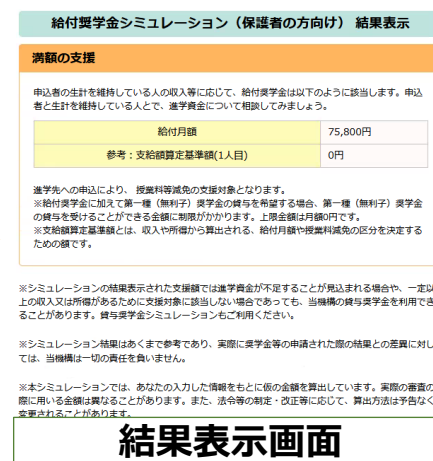 給付奨学金シミュレーション（保護者の方向け） 結果表示
満額の支援
申込者の生計を維持している人の収入等に応じて、給付奨学金は以下のように該当します。申込
者と生計を維持している人とで、進学資金について相談してみましょう。
給付月額 75,800円
参考：支給額算定基準額(1人目) 0円
進学先への申込により、授業料等減免の支援対象となります。
※給付奨学金に加えて第一種（無利子）奨学金の貸与を希望する場合、第一種（無利子）奨学金
の貸与を受けることができる金額に制限がかかります。上限金額は月額0円です。
※支給額算定基準額とは、収入や所得から算出される、給付月額や授業料減免の区分を決定する
ための額です。
※シミュレーションの結果表示された支援額では進学資金が不足することが見込まれる場合や、一定以
上の収入又は所得があるために支援対象に該当しない場合であっても、当機構の貸与奨学金を利用でき
ることがあります。貸与奨学金シミュレーションもご利用ください。
※シミュレーション結果はあくまで参考であり、実際に奨学金等の申請された際の結果との差異に対し
ては、当機構は一切の責任を負いません。
※本シミュレーションでは、あなたの入力した情報をもとに仮の金額を算出しています。実際の審査の
際に用いる金額は異なることがあります。また、法令等の制定・改正等に応じて、算出方法は予告なく
変更されることがあります。
結果表示画面